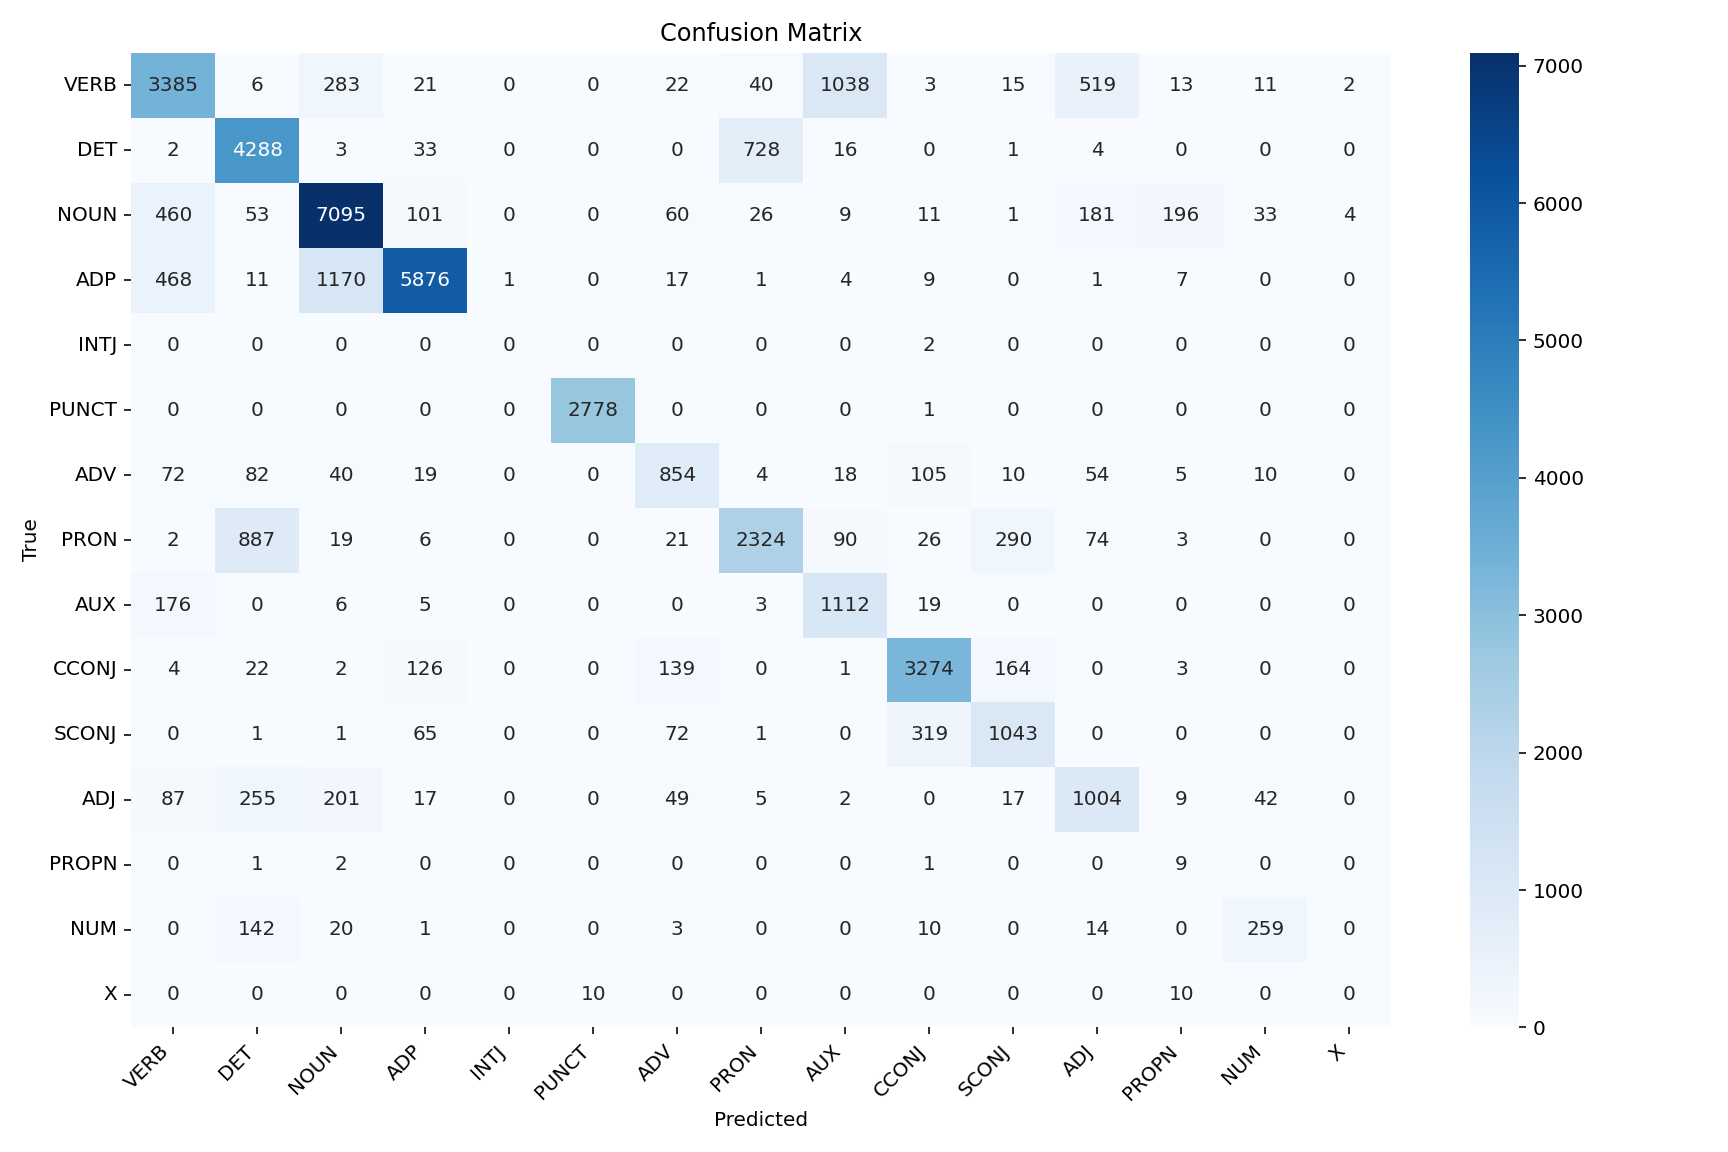 Confusion Matrix
VERB 3385 6 283 21 0 0 22 40 1038 3 15 519 13 11 2
DET 2 4288 3 33 0 0 0 728 16 0 1 4 0 0 0
NOUN 460 53 7095 101 0 0 60 26 9 11 1 181 196 33 4
ADP 468 11 1170 5876 1 0 17 1 4 9 0 1 7 0 0
INTJ 0 0 0 0 0 0 0 0 0 2 0 0 0 0 0
PUNCT 0 0 0 0 0 2778 0 0 0 1 0 0 0 0 0
ADV 72 82 40 19 0 0 854 4 18 105 10 54 5 10 0
PRON 2 887 19 6 0 0 21 2324 90 26 290 74 3 0 0
AUX 176 0 6 5 0 0 0 3 1112 19 0 0 0 0 0
CCONJ 4 22 2 126 0 0 139 0 1 3274 164 0 3 0 0
SCONJ 0 1 1 65 0 0 72 1 0 319 1043 0 0 0 0
ADJ 87 255 201 17 0 0 49 5 2 0 17 1004 9 42 0
PROPN 0 1 2 0 0 0 0 0 0 1 0 0 9 0 0
NUM 0 142 20 1 0 0 3 0 0 10 0 14 0 259 0
X 0 0 0 0 0 10 0 0 0 0 0 0 10 0 0
VERB DET NOUN ADP INTJ PUNCT ADV PRON AUX CCONJ SCONJ ADJ PROPN NUM X
Predicted
True
7000
6000
5000
4000
3000
2000
1000
0